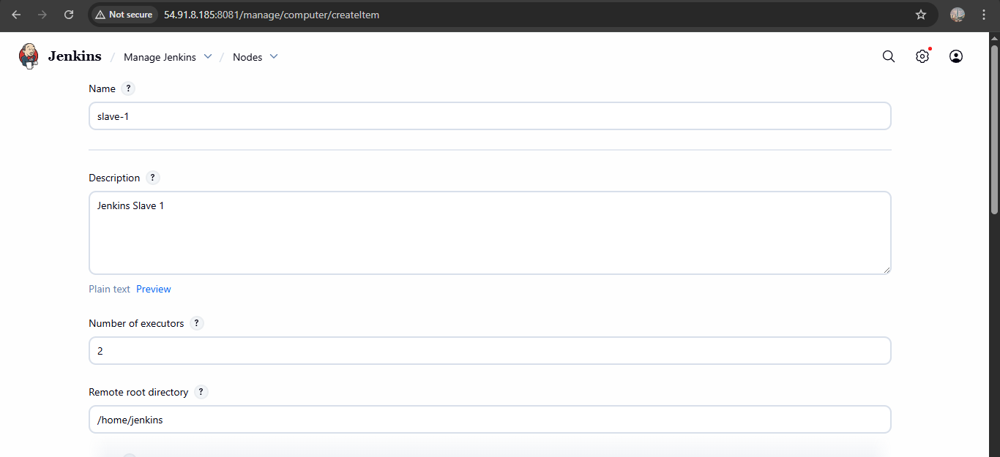 Not secure 54.91.8.185:8081/manage/computer/createItem
Jenkins / Manage Jenkins / Nodes
Name ?
slave-1
Description ?
Jenkins Slave 1
Plain text Preview
Number of executors ?
2
Remote root directory ?
/home/jenkins